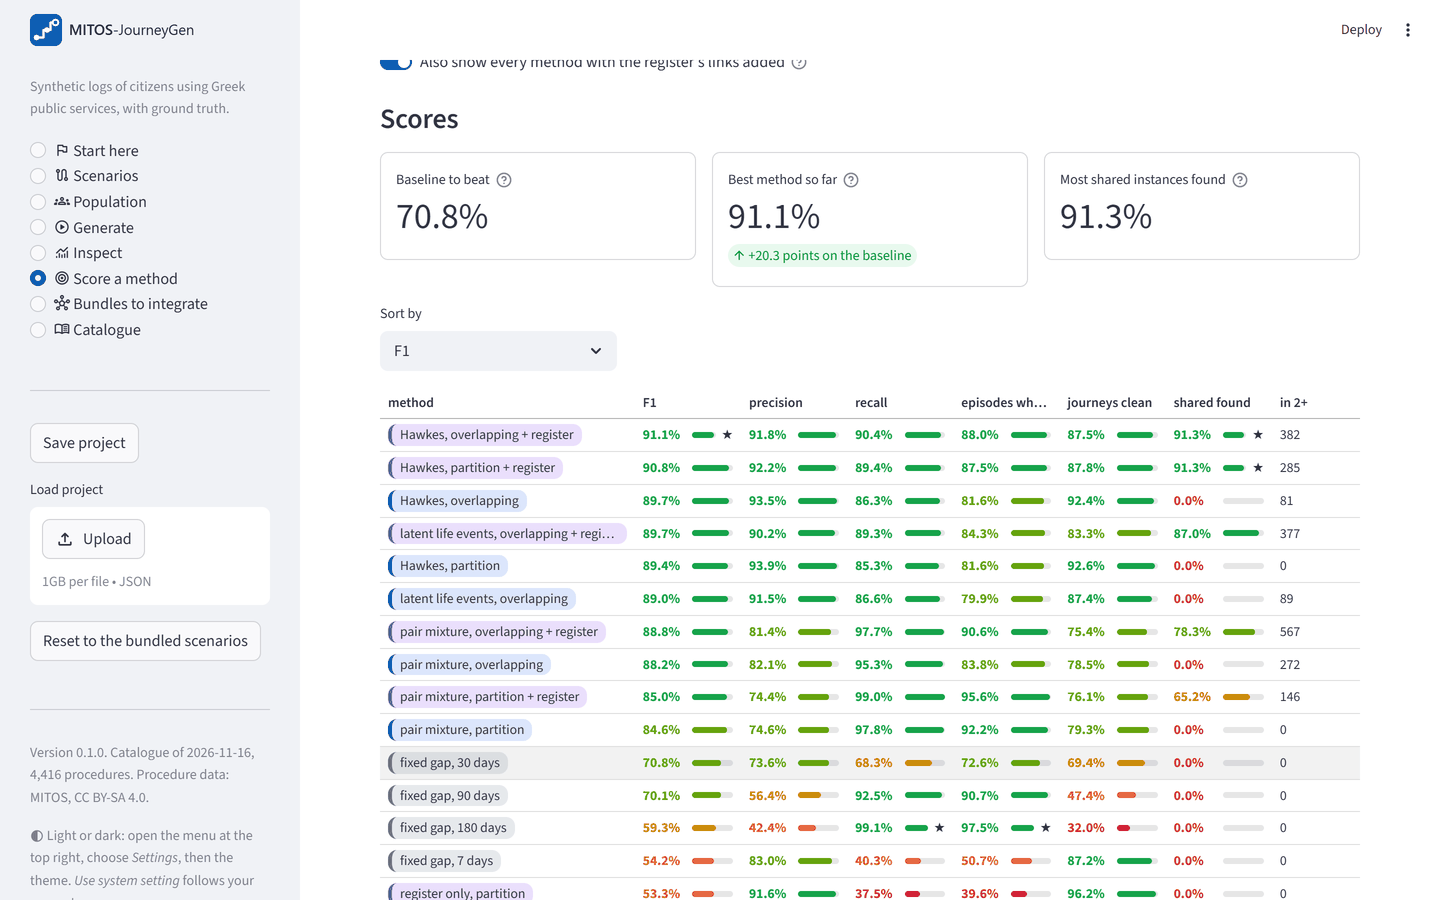 MITOS-JourneyGen
Synthetic logs of citizens using Greek
public services, with ground truth.
Start here
Scenarios
Population
Generate
Inspect
Score a method
Bundles to integrate
Catalogue
Save project
Load project
Upload
1GB per file • JSON
Reset to the bundled scenarios
Version 0.1.0. Catalogue of 2026-11-16,
4,416 procedures. Procedure data:
MITOS, CC BY-SA 4.0.
Light or dark: open the menu at the
top right, choose Settings, then the
theme. Use system setting follows your
Deploy
Also show every method with the register's links added
Scores
Baseline to beat
70.8%
Best method so far
91.1%
↑ +20.3 points on the baseline
Most shared instances found
91.3%
Sort by
F1
method F1 precision recall episodes wh… journeys clean shared found in 2+
Hawkes, overlapping + register 91.1% ★ 91.8% 90.4% 88.0% 87.5% 91.3% ★ 382
Hawkes, partition + register 90.8% 92.2% 89.4% 87.5% 87.8% 91.3% ★ 285
Hawkes, overlapping 89.7% 93.5% 86.3% 81.6% 92.4% 0.0% 81
latent life events, overlapping + regi… 89.7% 90.2% 89.3% 84.3% 83.3% 87.0% 377
Hawkes, partition 89.4% 93.9% 85.3% 81.6% 92.6% 0.0% 0
latent life events, overlapping 89.0% 91.5% 86.6% 79.9% 87.4% 0.0% 89
pair mixture, overlapping + register 88.8% 81.4% 97.7% 90.6% 75.4% 78.3% 567
pair mixture, overlapping 88.2% 82.1% 95.3% 83.8% 78.5% 0.0% 272
pair mixture, partition + register 85.0% 74.4% 99.0% 95.6% 76.1% 65.2% 146
pair mixture, partition 84.6% 74.6% 97.8% 92.2% 79.3% 0.0% 0
fixed gap, 30 days 70.8% 73.6% 68.3% 72.6% 69.4% 0.0% 0
fixed gap, 90 days 70.1% 56.4% 92.5% 90.7% 47.4% 0.0% 0
fixed gap, 180 days 59.3% 42.4% 99.1% ★ 97.5% ★ 32.0% 0.0% 0
fixed gap, 7 days 54.2% 83.0% 40.3% 50.7% 87.2% 0.0% 0
register only, partition 53.3% 91.6% 37.5% 39.6% 96.2% 0.0% 0